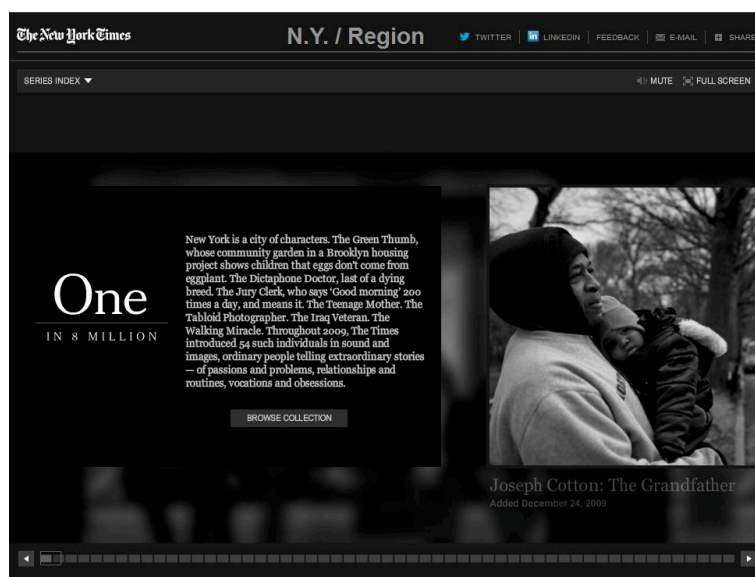 The New York Times
N.Y. / Region
TWITTER
LINKEDIN
FEEDBACK
E-MAIL
SHARE
SERIES INDEX
MUTE
FULL SCREEN
One
IN 8 MILLION
New York is a city of characters. The Green Thumb,
whose community garden in a Brooklyn housing
project shows children that eggs don't come from
eggplant. The Dictaphone Doctor, last of a dying
breed. The Jury Clerk, who says 'Good morning' 200
times a day, and means it. The Teenage Mother. The
Tabloid Photographer. The Iraq Veteran. The
Walking Miracle. Throughout 2009, The Times
introduced 54 such individuals in sound and
images, ordinary people telling extraordinary stories
— of passions and problems, relationships and
routines, vocations and obsessions.
BROWSE COLLECTION
Joseph Cotton: The Grandfather
Added December 24, 2009